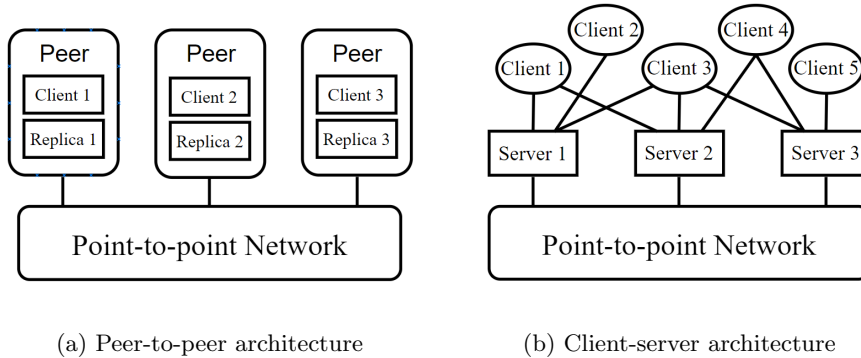 Peer Peer Peer
Client 1 Client 2 Client 3
Replica 1 Replica 2 Replica 3
Point-to-point Network
(a) Peer-to-peer architecture
Client 2 Client 4
Client 1 Client 3 Client 5
Server 1 Server 2 Server 3
Point-to-point Network
(b) Client-server architecture